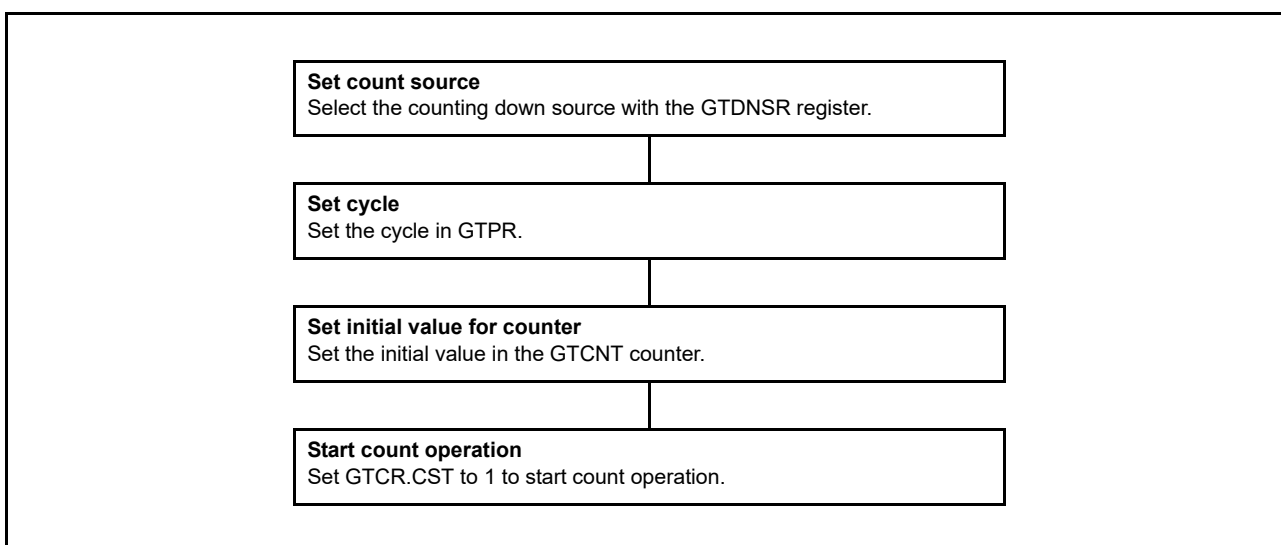 Set count source
Select the counting down source with the GTDNSR register.
Set cycle
Set the cycle in GTPR.
Set initial value for counter
Set the initial value in the GTCNT counter.
Start count operation
Set GTCR.CST to 1 to start count operation.